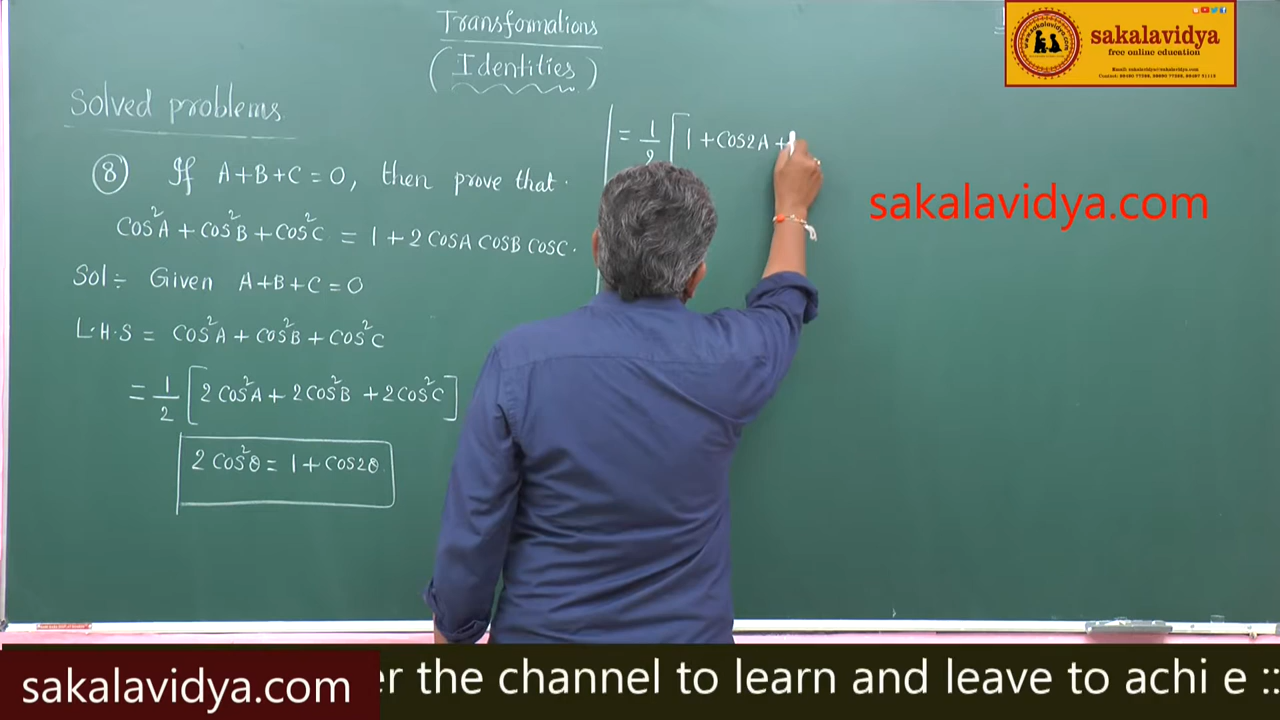 Transformations
(Identities)
Solved problems
⑧ If A+B+C=0, then prove that.
cos²A + cos²B + cos²C = 1 + 2 cosA cosB cosC.
Sol:- Given A+B+C=0
L.H.S = cos²A + cos²B + cos²C
= 1/2 [2cos²A + 2cos²B + 2cos²C]
2cos²θ = 1 + cos2θ
= 1/2 [1 + cos2A +
sakalavidya
free online education
sakalavidya.com
sakalavidya.com
er the channel to learn and leave to achi e ::